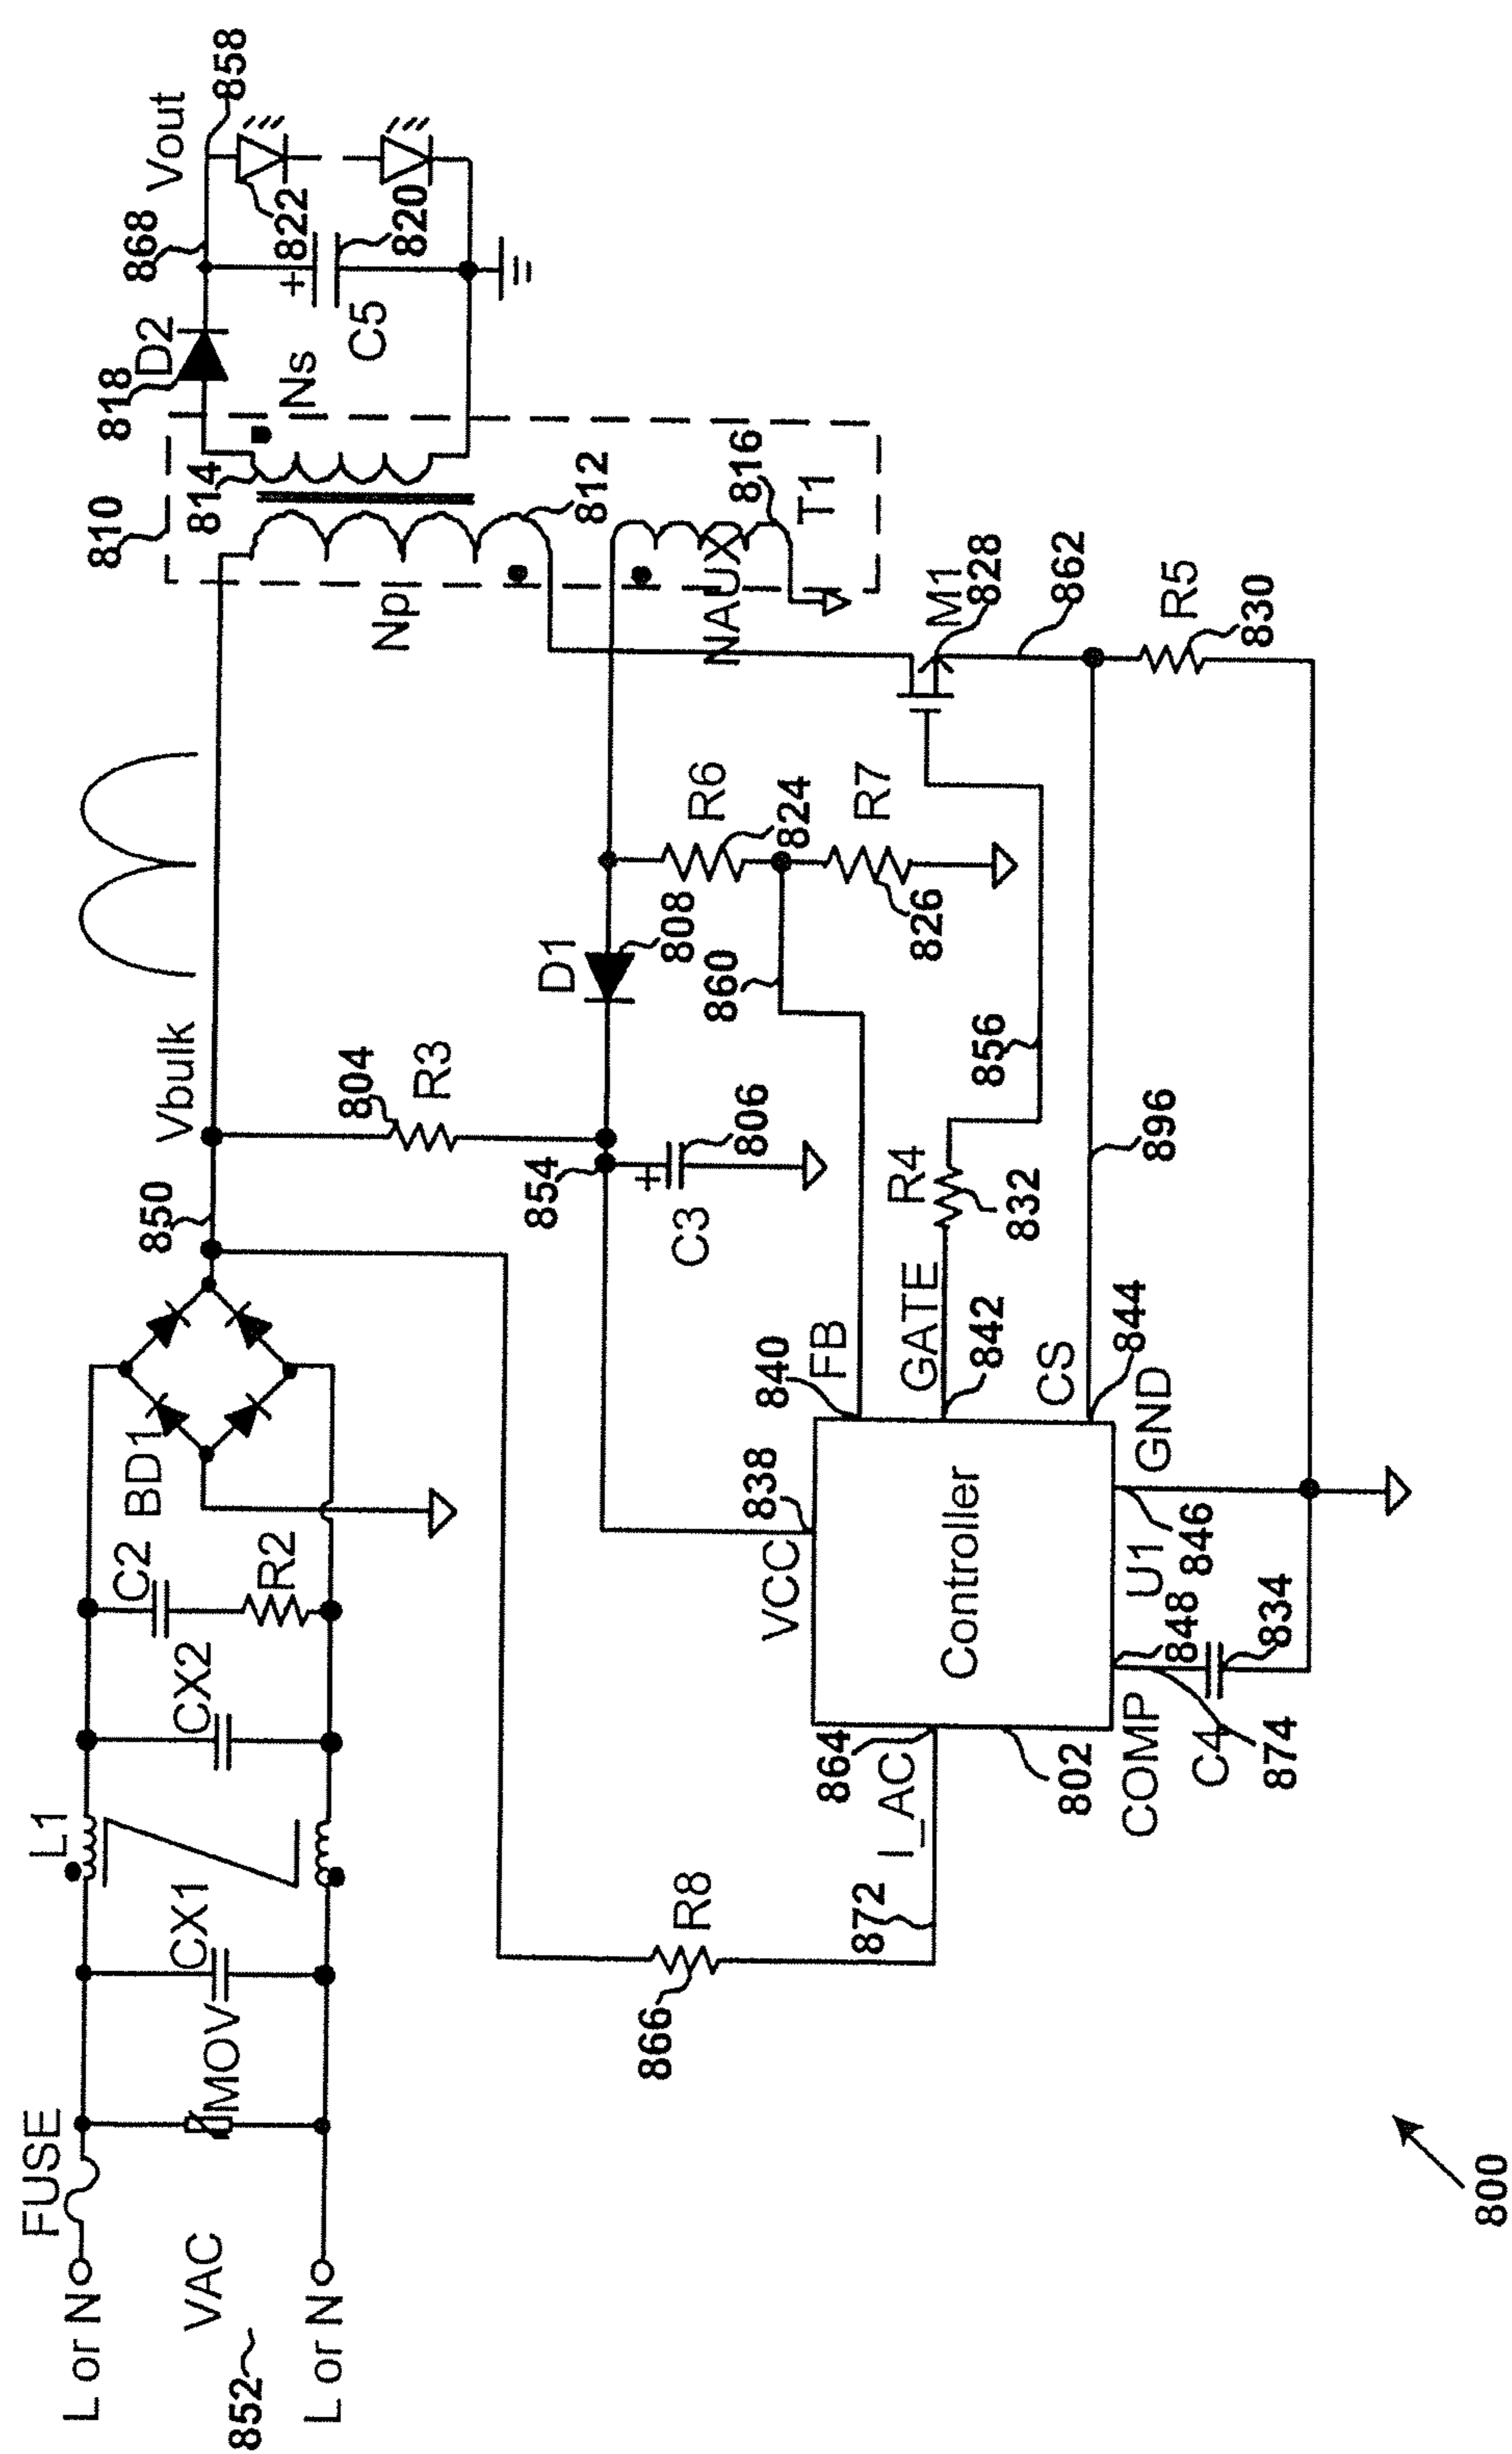 FUSE
L or N
VAC
852
L or N
MOV
CX1
L1
CX2
C2
R2
BD1
850
Vbulk
804
R3
810
Np
812
814
Ns
818
D2
868
Vout
858
822
+
820
C5
816
T1
NAUX
854
+
806
C3
D1
808
R6
824
R7
826
860
M1
828
862
R5
830
856
R4
832
896
R8
866
872
I_AC
864
VCC
838
840
FB
GATE
842
CS
844
GND
Controller
802
U1
846
848
COMP
834
C4
874
800